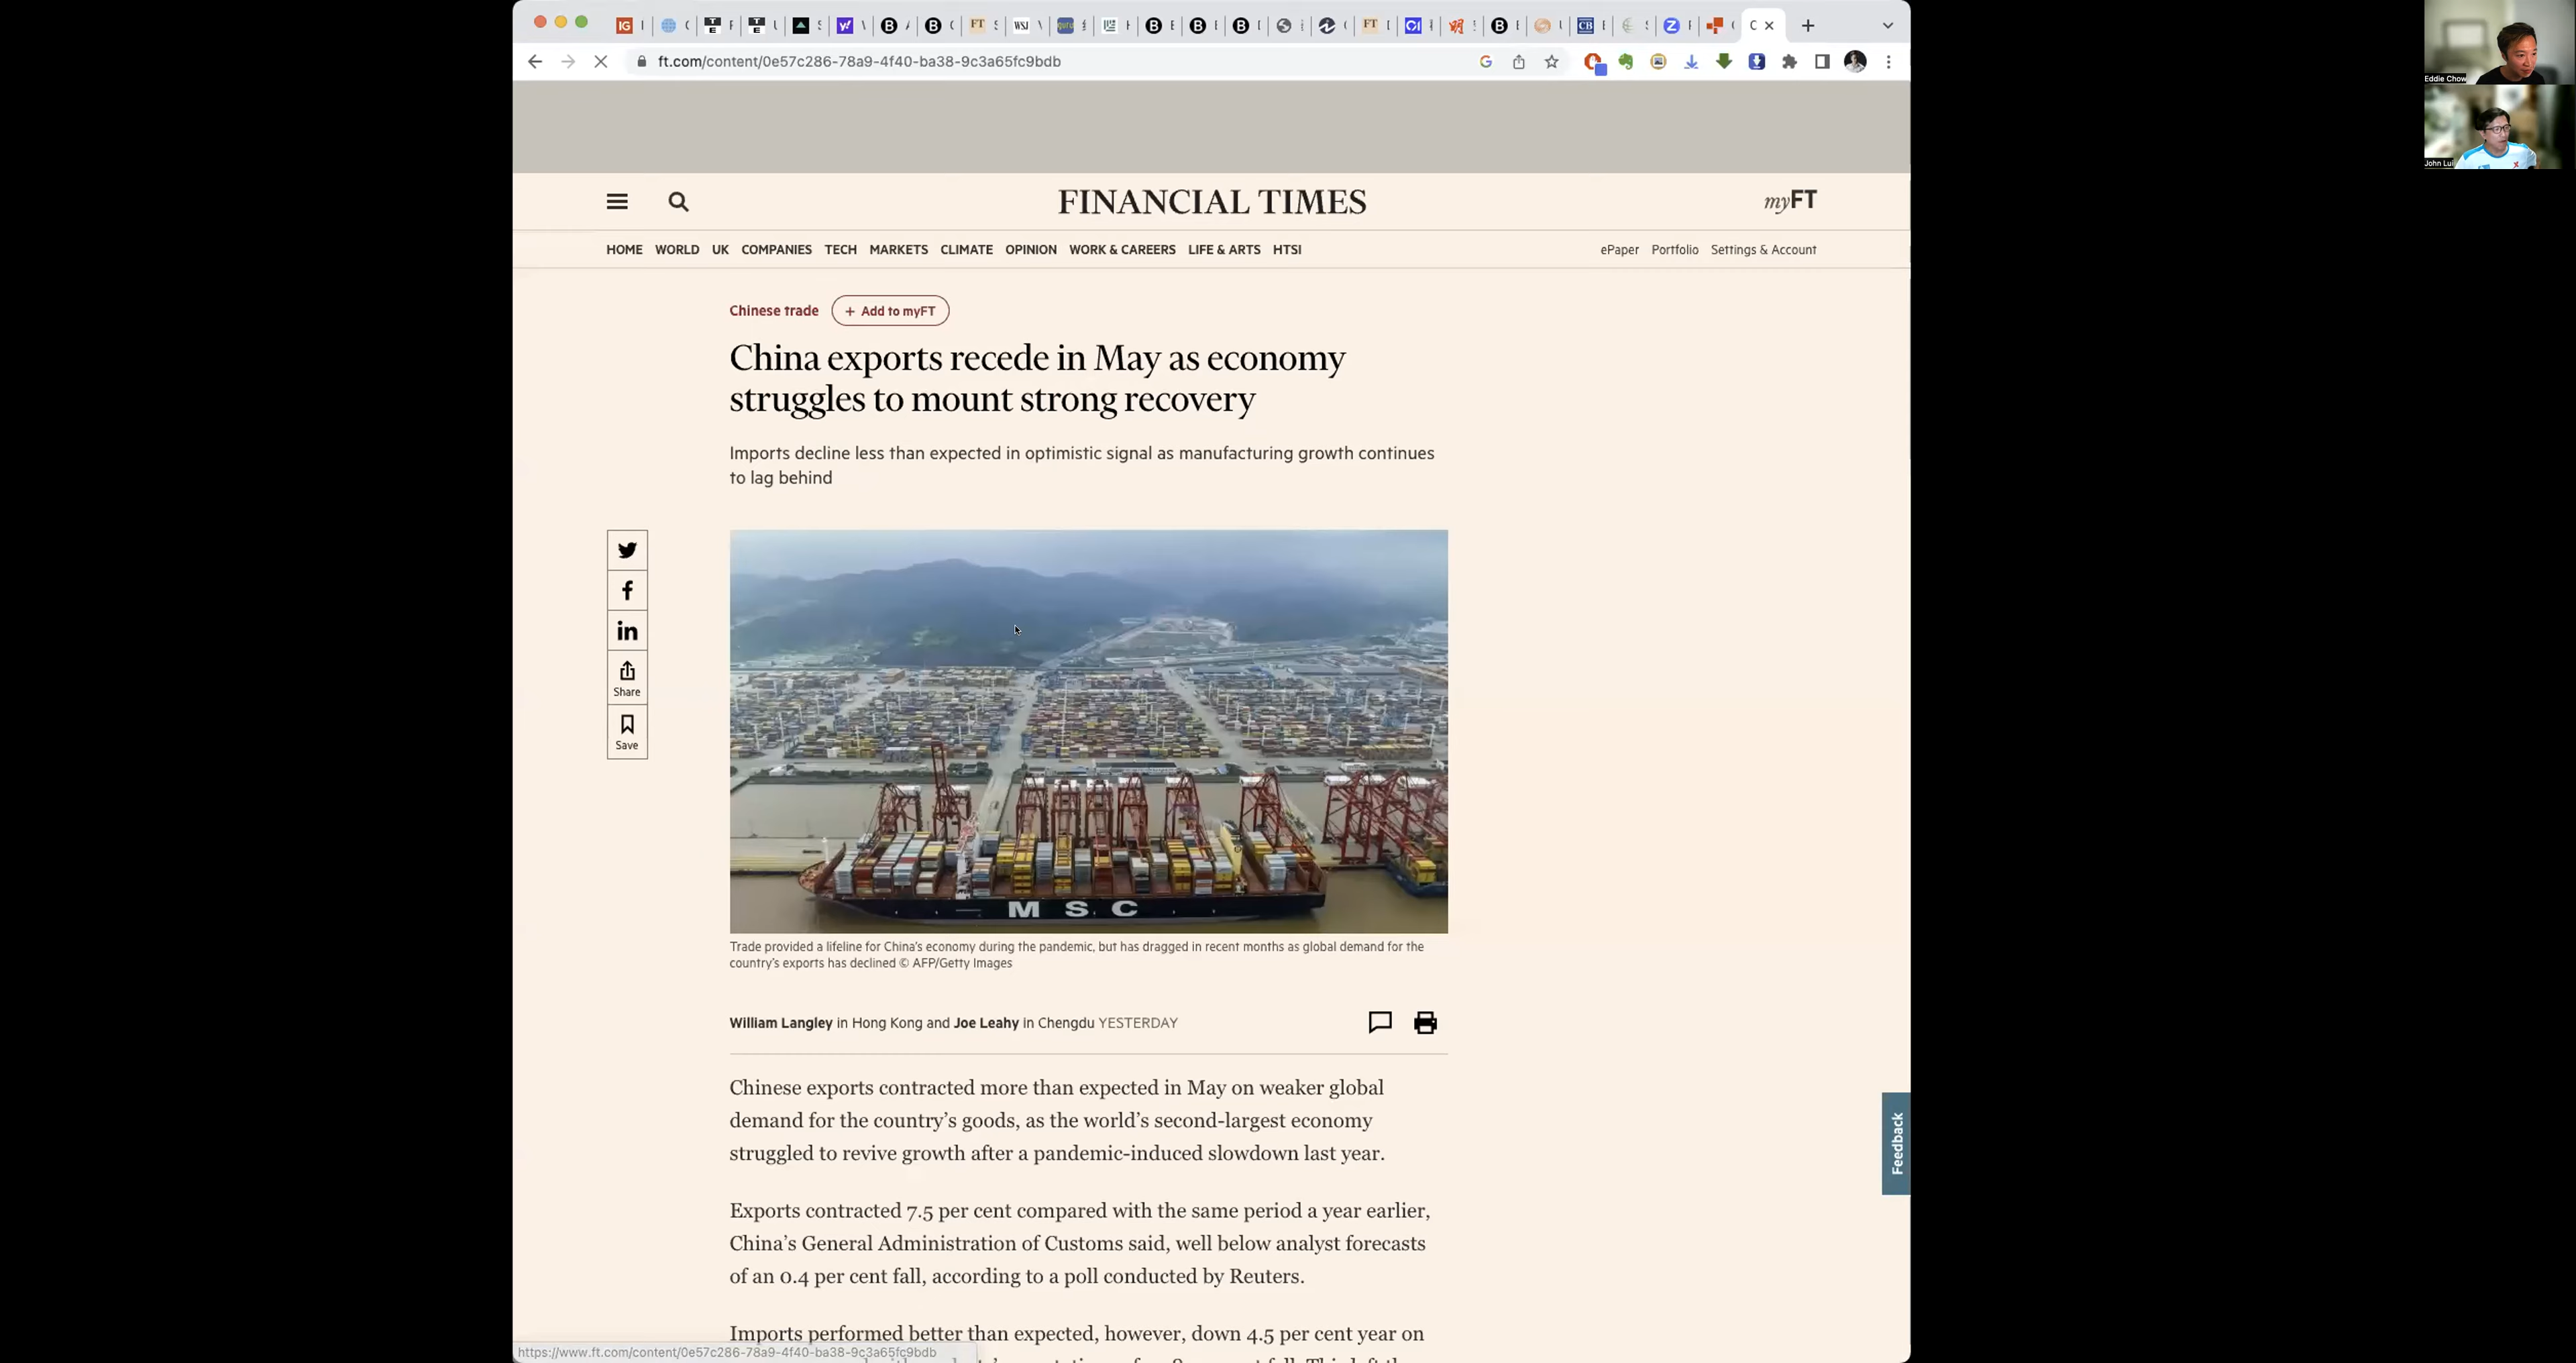 ft.com/content/0e57c286-78a9-4f40-ba38-9c3a65fc9bdb
Eddie Chow
John Lui
FINANCIAL TIMES
myFT
HOME WORLD UK COMPANIES TECH MARKETS CLIMATE OPINION WORK & CAREERS LIFE & ARTS HTSI
ePaper Portfolio Settings & Account
Chinese trade + Add to myFT
China exports recede in May as economy
struggles to mount strong recovery
Imports decline less than expected in optimistic signal as manufacturing growth continues
to lag behind
Share
Save
M S C
Trade provided a lifeline for China's economy during the pandemic, but has dragged in recent months as global demand for the
country's exports has declined © AFP/Getty Images
William Langley in Hong Kong and Joe Leahy in Chengdu YESTERDAY
Chinese exports contracted more than expected in May on weaker global
demand for the country's goods, as the world's second-largest economy
struggled to revive growth after a pandemic-induced slowdown last year.
Feedback
Exports contracted 7.5 per cent compared with the same period a year earlier,
China's General Administration of Customs said, well below analyst forecasts
of an 0.4 per cent fall, according to a poll conducted by Reuters.
Imports performed better than expected, however, down 4.5 per cent year on
https://www.ft.com/content/0e57c286-78a9-4f40-ba38-9c3a65fc9bdb